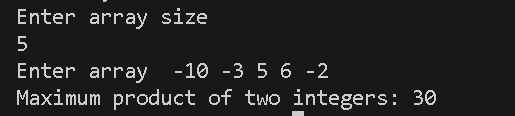 Enter array size
5
Enter array  -10 -3 5 6 -2
Maximum product of two integers: 30